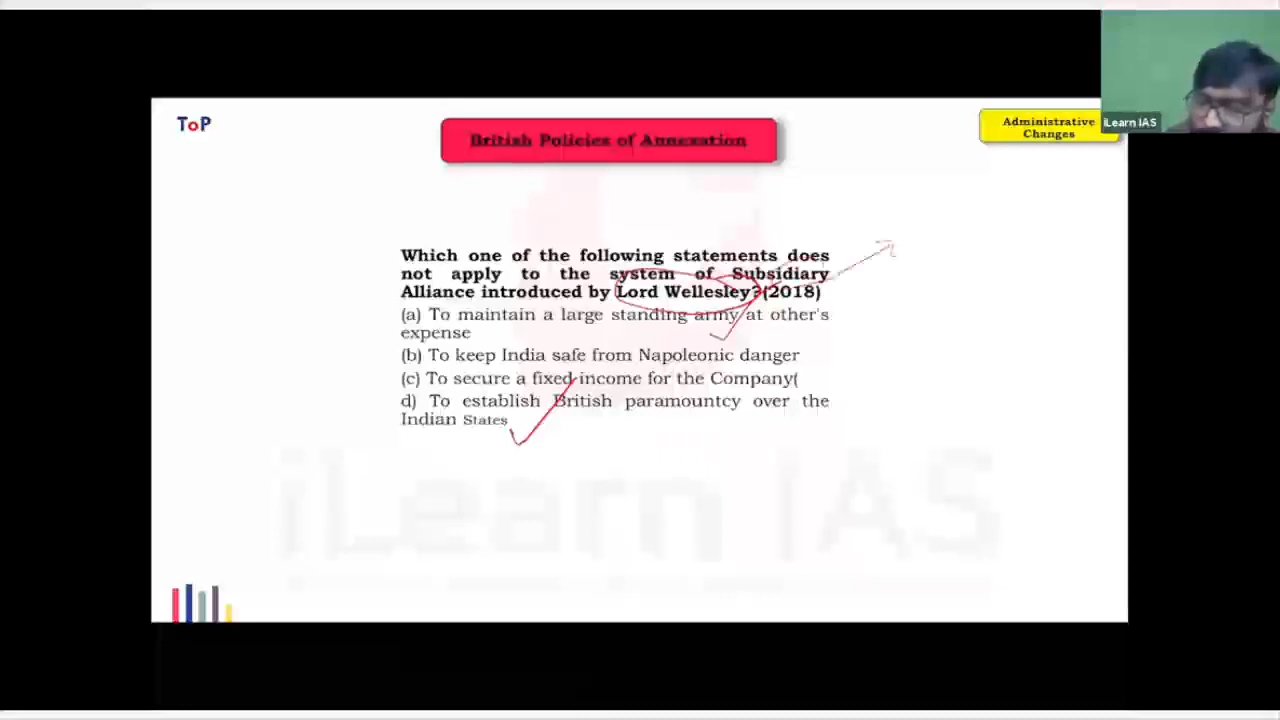 ToP
British Policies of Annexation
Administrative
Changes
iLearn IAS
Which one of the following statements does
not apply to the system of Subsidiary
Alliance introduced by Lord Wellesley?(2018)
(a) To maintain a large standing army at other's
expense
(b) To keep India safe from Napoleonic danger
(c) To secure a fixed income for the Company(
d) To establish British paramountcy over the
Indian States
iLearn IAS